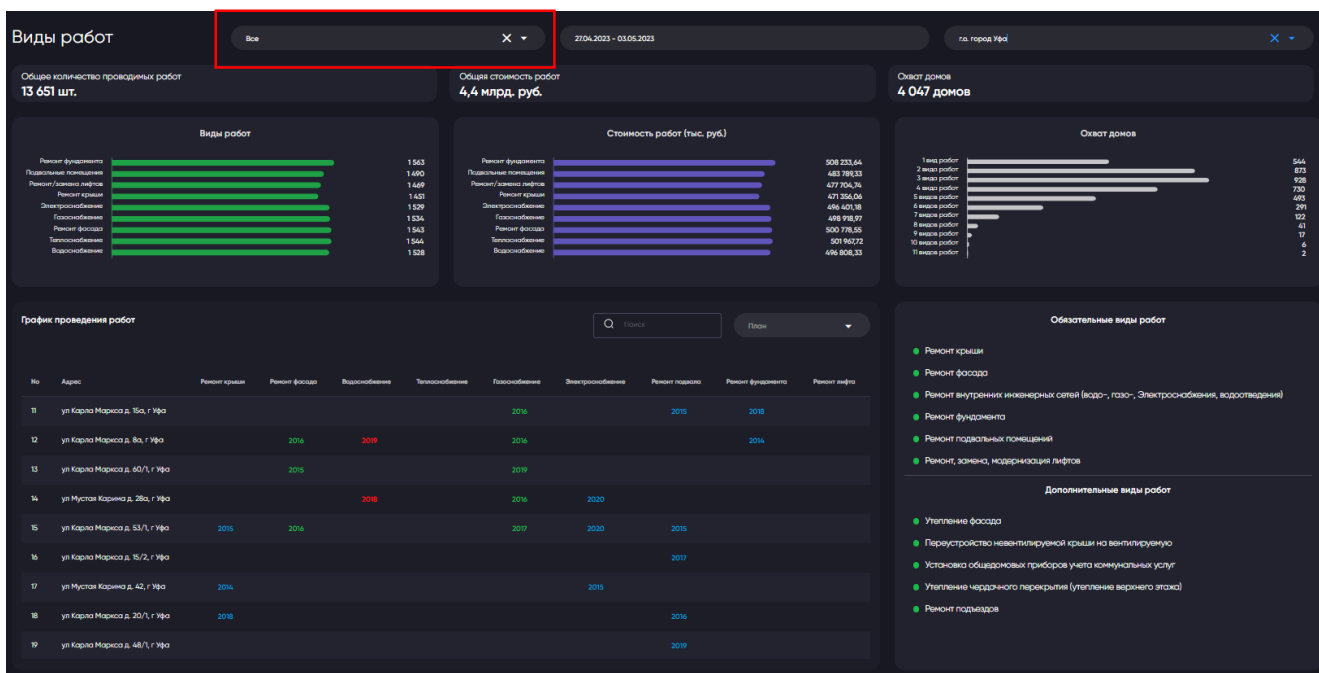 Виды работ
Все
27.04.2023 - 03.05.2023
г.о. город Уфа
Общее количество проводимых работ
13 651 шт.
Общяя стоимость работ
4,4 млрд. руб.
Охват домов
4 047 домов
Виды работ
Ремонт фундамента 1 563
Подвальные помещения 1 490
Ремонт/замена лифтов 1 469
Ремонт крыши 1 451
Электроснабжение 1 529
Газоснабжение 1 534
Ремонт фасада 1 543
Теплоснабжение 1 544
Водоснабжение 1 528
Стоимость работ (тыс. руб.)
Ремонт фундамента 508 233,64
Подвальные помещения 483 789,33
Ремонт/замена лифтов 477 704,74
Ремонт крыши 471 356,06
Электроснабжение 496 401,18
Газоснабжение 498 918,97
Ремонт фасада 500 778,55
Теплоснабжение 501 967,72
Водоснабжение 496 808,33
Охват домов
1 вид работ 544
2 вида работ 873
3 вида работ 928
4 вида работ 730
5 видов работ 493
6 видов работ 291
7 видов работ 122
8 видов работ 41
9 видов работ 17
10 видов работ 6
11 видов работ 2
График проведения работ
Поиск
План
No Адрес Ремонт крыши Ремонт фасада Водоснабжение Теплоснабжение Газоснабжение Электроснабжение Ремонт подвала Ремонт фундамента Ремонт лифта
11 ул Карла Маркса д. 15а, г Уфа 2016 2015 2018
12 ул Карла Маркса д. 8а, г Уфа 2016 2019 2016 2014
13 ул Карла Маркса д. 60/1, г Уфа 2015 2019
14 ул Мустая Карима д. 28а, г Уфа 2018 2016 2020
15 ул Карла Маркса д. 53/1, г Уфа 2015 2016 2017 2020 2015
16 ул Карла Маркса д. 15/2, г Уфа 2017
17 ул Мустая Карима д. 42, г Уфа 2014 2015
18 ул Карла Маркса д. 20/1, г Уфа 2018 2016
19 ул Карла Маркса д. 48/1, г Уфа 2019
Обязательные виды работ
Ремонт крыши
Ремонт фасада
Ремонт внутренних инженерных сетей (водо-, газо-, Электроснабжения, водоотведения)
Ремонт фундамента
Ремонт подвальных помещений
Ремонт, замена, модернизация лифтов
Дополнительные виды работ
Утепление фасада
Переустройство невентилируемой крыши на вентилируемую
Установка общедомовых приборов учета коммунальных услуг
Утепление чердачного перекрытия (утепление верхнего этажа)
Ремонт подъездов